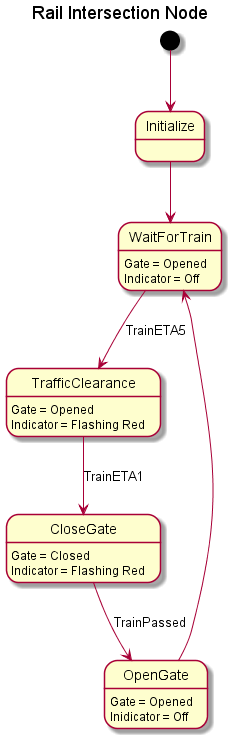 Rail Intersection Node
Initialize
WaitForTrain
Gate = Opened
Indicator = Off
TrainETA5
TrafficClearance
Gate = Opened
Indicator = Flashing Red
TrainETA1
CloseGate
Gate = Closed
Indicator = Flashing Red
TrainPassed
OpenGate
Gate = Opened
Inidicator = Off